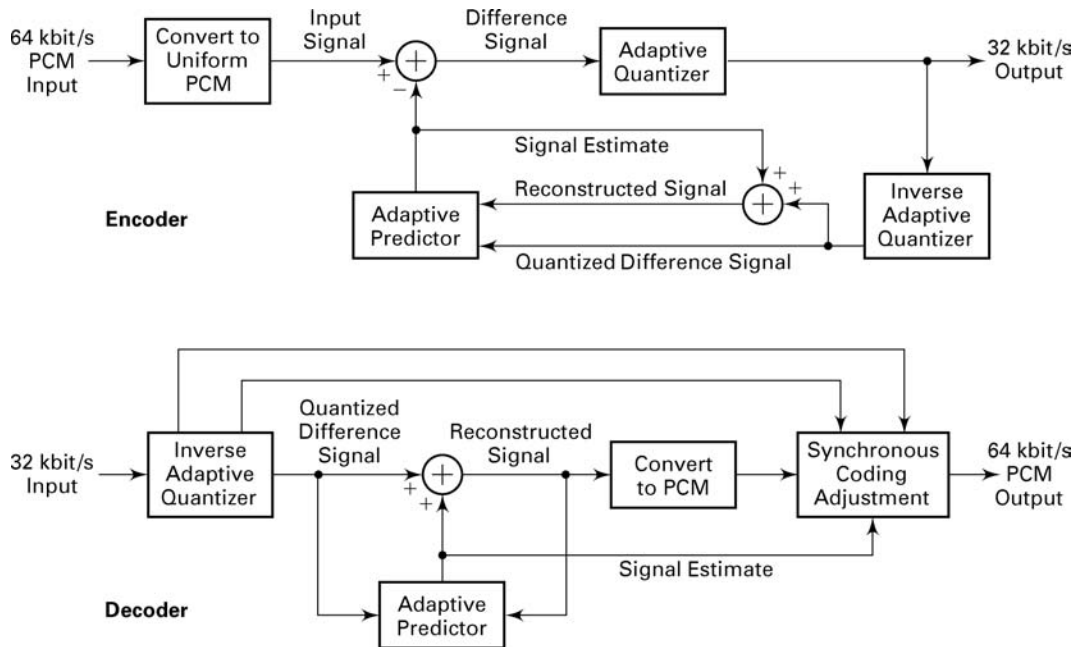 64 kbit/s
PCM
Input
Convert to
Uniform
PCM
Input
Signal
+
−
+
Difference
Signal
Adaptive
Quantizer
32 kbit/s
Output
Signal Estimate
+
+
+
Reconstructed Signal
Adaptive
Predictor
Inverse
Adaptive
Quantizer
Quantized Difference Signal
Encoder
32 kbit/s
Input
Inverse
Adaptive
Quantizer
Quantized
Difference
Signal
+
+
+
Reconstructed
Signal
Convert
to PCM
Synchronous
Coding
Adjustment
64 kbit/s
PCM
Output
Signal Estimate
Adaptive
Predictor
Decoder